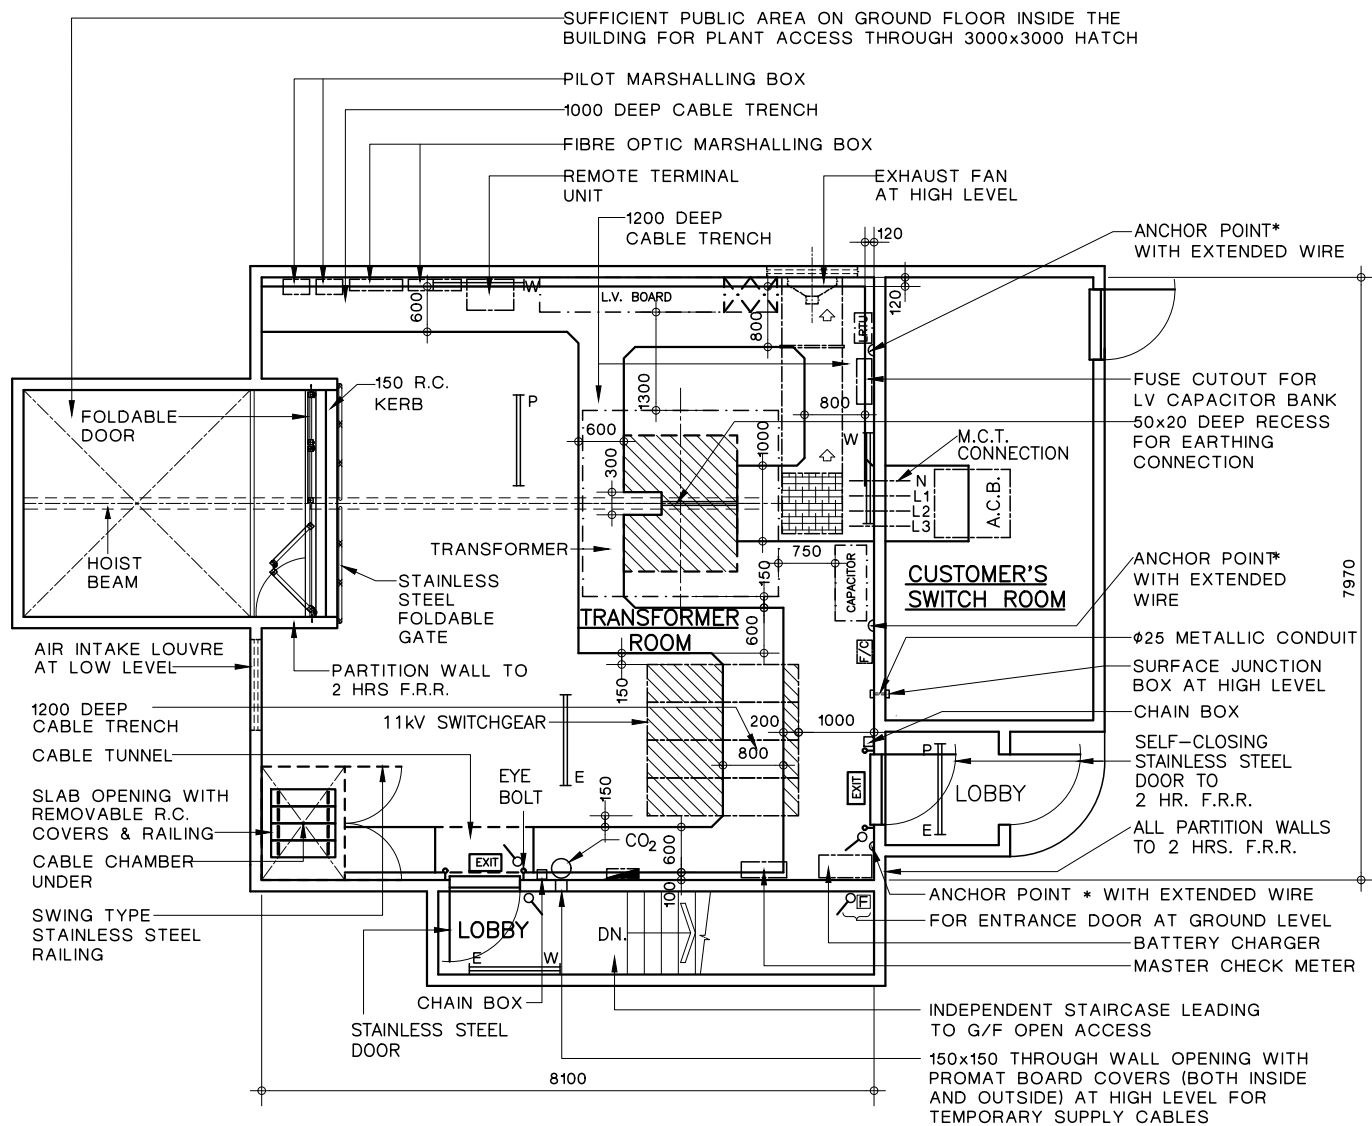 SUFFICIENT PUBLIC AREA ON GROUND FLOOR INSIDE THE
BUILDING FOR PLANT ACCESS THROUGH 3000x3000 HATCH
PILOT MARSHALLING BOX
1000 DEEP CABLE TRENCH
FIBRE OPTIC MARSHALLING BOX
REMOTE TERMINAL
UNIT
EXHAUST FAN
AT HIGH LEVEL
1200 DEEP
CABLE TRENCH
120
ANCHOR POINT*
WITH EXTENDED WIRE
W
L.V. BOARD
600
800
120
LRTU
150 R.C.
KERB
FOLDABLE
DOOR
P
1300
600
800
1000
300
W
FUSE CUTOUT FOR
LV CAPACITOR BANK
50x20 DEEP RECESS
FOR EARTHING
CONNECTION
M.C.T.
CONNECTION
N
L1
L2
L3
A.C.B.
HOIST
BEAM
TRANSFORMER
750
150
CAPACITOR
STAINLESS
STEEL
FOLDABLE
GATE
CUSTOMER'S
SWITCH ROOM
ANCHOR POINT*
WITH EXTENDED
WIRE
7970
TRANSFORMER
ROOM
600
F/C
φ25 METALLIC CONDUIT
AIR INTAKE LOUVRE
AT LOW LEVEL
PARTITION WALL TO
2 HRS F.R.R.
150
SURFACE JUNCTION
BOX AT HIGH LEVEL
1200 DEEP
CABLE TRENCH
11kV SWITCHGEAR
200
1000
CHAIN BOX
CABLE TUNNEL
800
P
SELF-CLOSING
STAINLESS STEEL
DOOR TO
2 HR. F.R.R.
EYE
BOLT
E
EXIT
LOBBY
SLAB OPENING WITH
REMOVABLE R.C.
COVERS & RAILING
150
E
ALL PARTITION WALLS
TO 2 HRS. F.R.R.
CABLE CHAMBER
UNDER
EXIT
CO2
600
100
ANCHOR POINT * WITH EXTENDED WIRE
F
FOR ENTRANCE DOOR AT GROUND LEVEL
SWING TYPE
STAINLESS STEEL
RAILING
LOBBY
DN.
BATTERY CHARGER
E
W
MASTER CHECK METER
CHAIN BOX
STAINLESS STEEL
DOOR
INDEPENDENT STAIRCASE LEADING
TO G/F OPEN ACCESS
8100
150x150 THROUGH WALL OPENING WITH
PROMAT BOARD COVERS (BOTH INSIDE
AND OUTSIDE) AT HIGH LEVEL FOR
TEMPORARY SUPPLY CABLES